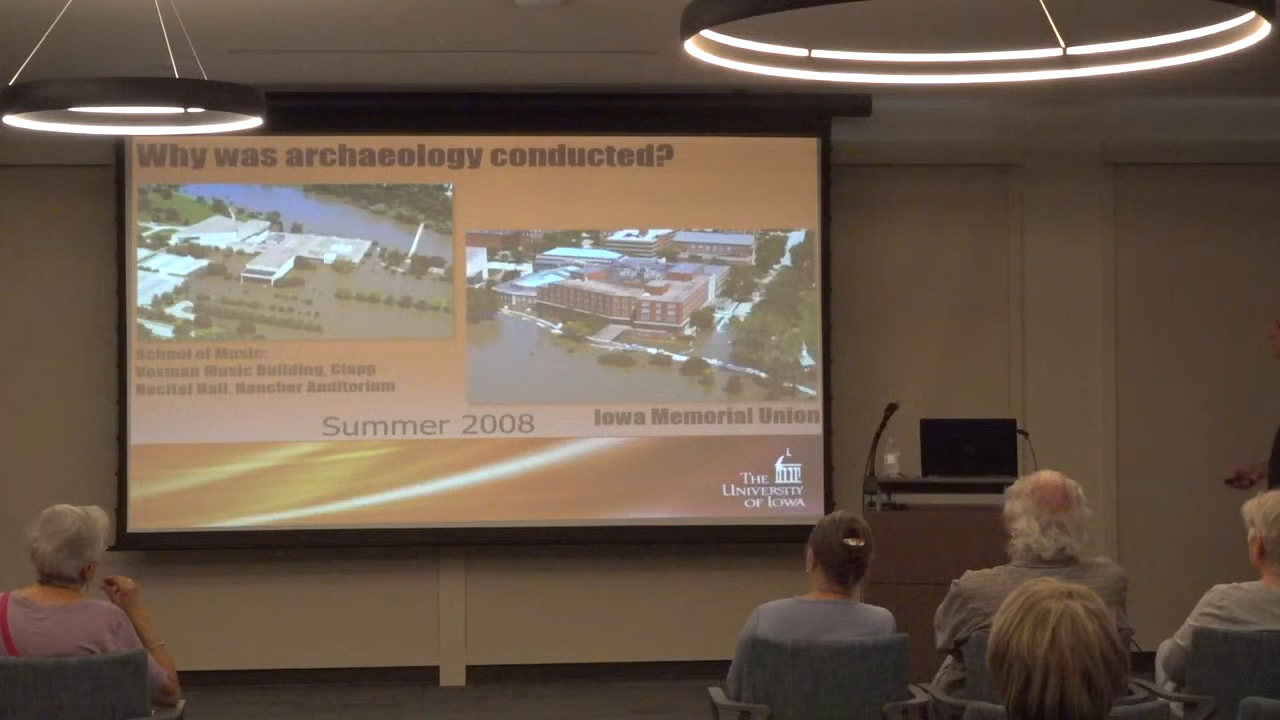 Why was archaeology conducted?
School of Music:
Voxman Music Building, Clapp
Recital Hall, Hancher Auditorium
Iowa Memorial Union
Summer 2008
THE
UNIVERSITY
OF IOWA